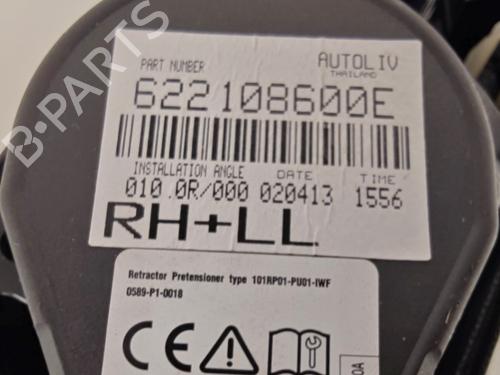 PART NUMBER AUTOLIV
THAILAND
622108600E
INSTALLATION ANGLE DATE TIME
010.0R/000 020413 1556
RH+LL
Retractor Pretensioner type 101RP01-PU01-IWF
0589-P1-0018
CE
B-PARTS